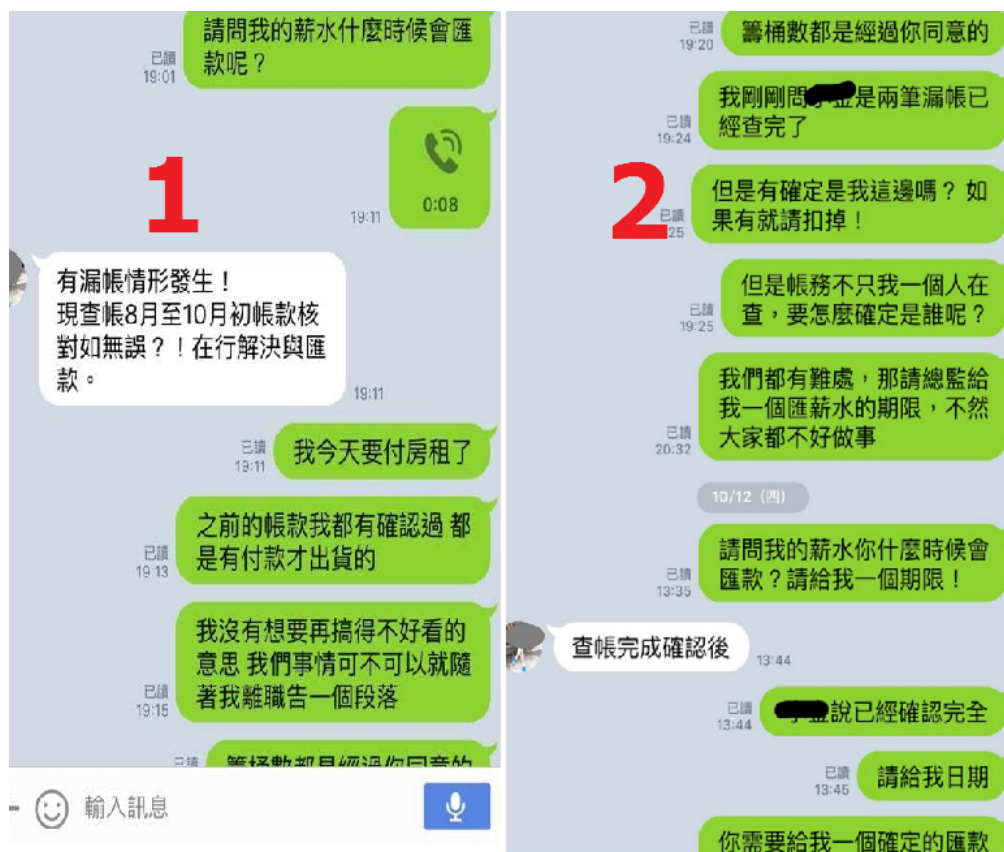 請問我的薪水什麼時候會匯
款呢？
已讀
19:01
0:08
19:11
1
有漏帳情形發生！
現查帳8月至10月初帳款核
對如無誤？！在行解決與匯
款。
19:11
我今天要付房租了
已讀
19:11
之前的帳款我都有確認過 都
是有付款才出貨的
已讀
19:13
我沒有想要再搞得不好看的
意思 我們事情可不可以就隨
著我離職告一個段落
已讀
19:15
籌桶數都是經過你同意的
已讀
輸入訊息
籌桶數都是經過你同意的
已讀
19:20
我剛剛問
是兩筆漏帳已
經查完了
已讀
19:24
2
但是有確定是我這邊嗎？ 如
果有就請扣掉！
已讀
25
但是帳務不只我一個人在
查，要怎麼確定是誰呢？
已讀
19:25
我們都有難處，那請總監給
我一個匯薪水的期限，不然
大家都不好做事
已讀
20:32
10/12（四）
請問我的薪水你什麼時候會
匯款？請給我一個期限！
已讀
13:35
查帳完成確認後
13:44
說已經確認完全
已讀
13:44
請給我日期
已讀
13:45
你需要給我一個確定的匯款